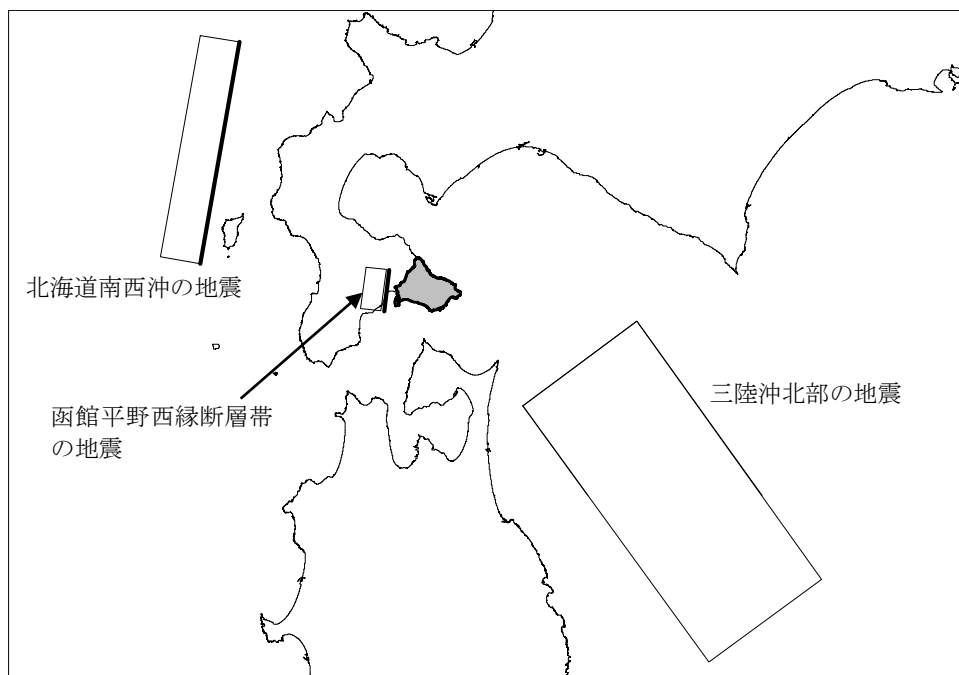 北海道南西沖の地震
三陸沖北部の地震
函館平野西縁断層帯
の地震